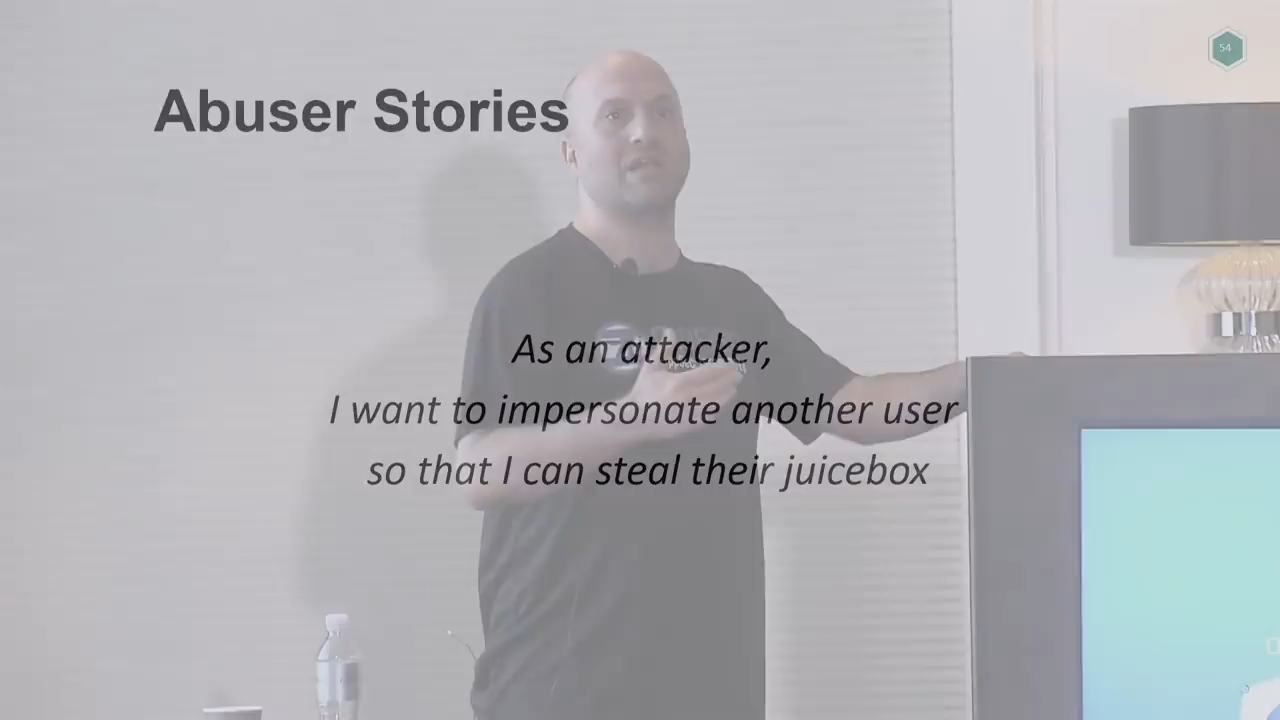 54
Abuser Stories
As an attacker,
I want to impersonate another user
so that I can steal their juicebox